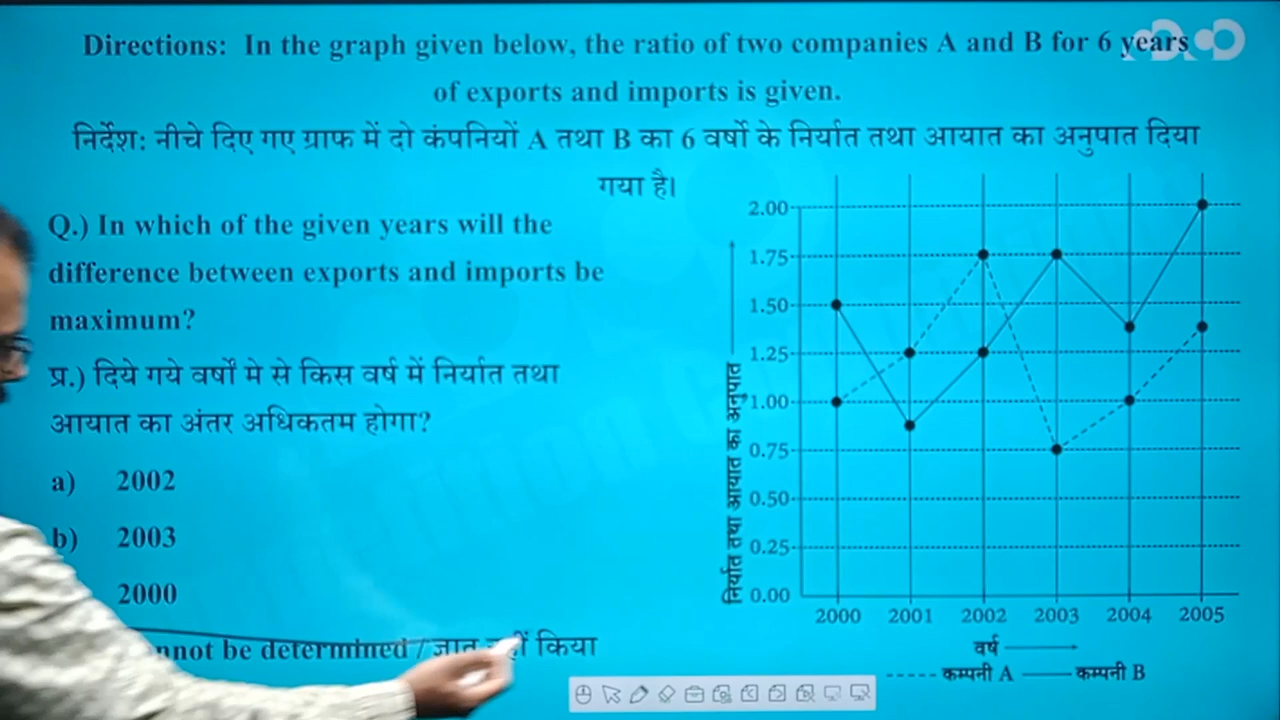 Directions: In the graph given below, the ratio of two companies A and B for 6 years
of exports and imports is given.
निर्देश: नीचे दिए गए ग्राफ में दो कंपनियों A तथा B का 6 वर्षो के निर्यात तथा आयात का अनुपात दिया
गया है।
Q.) In which of the given years will the
difference between exports and imports be
maximum?
प्र.) दिये गये वर्षों मे से किस वर्ष में निर्यात तथा
आयात का अंतर अधिकतम होगा?
a) 2002
b) 2003
2000
be determined / किया
निर्यात तथा आयात का अनुपात
2.00
1.75
1.50
1.25
1.00
0.75
0.50
0.25
0.00
2000 2001 2002 2003 2004 2005
वर्ष
कम्पनी A कम्पनी B